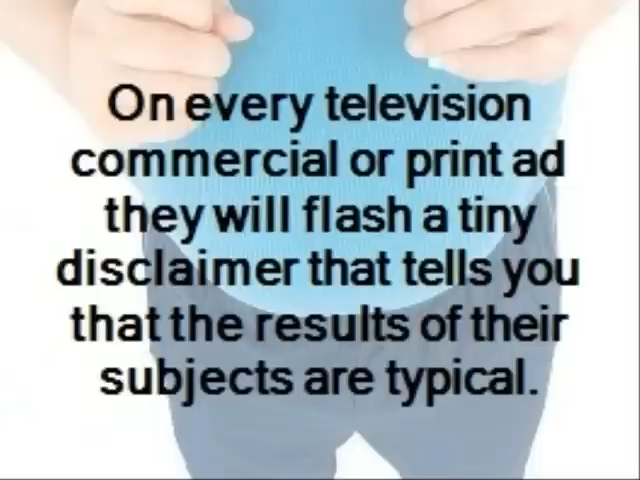 On every television
commercial or print ad
they will flash a tiny
disclaimer that tells you
that the results of their
subjects are typical.